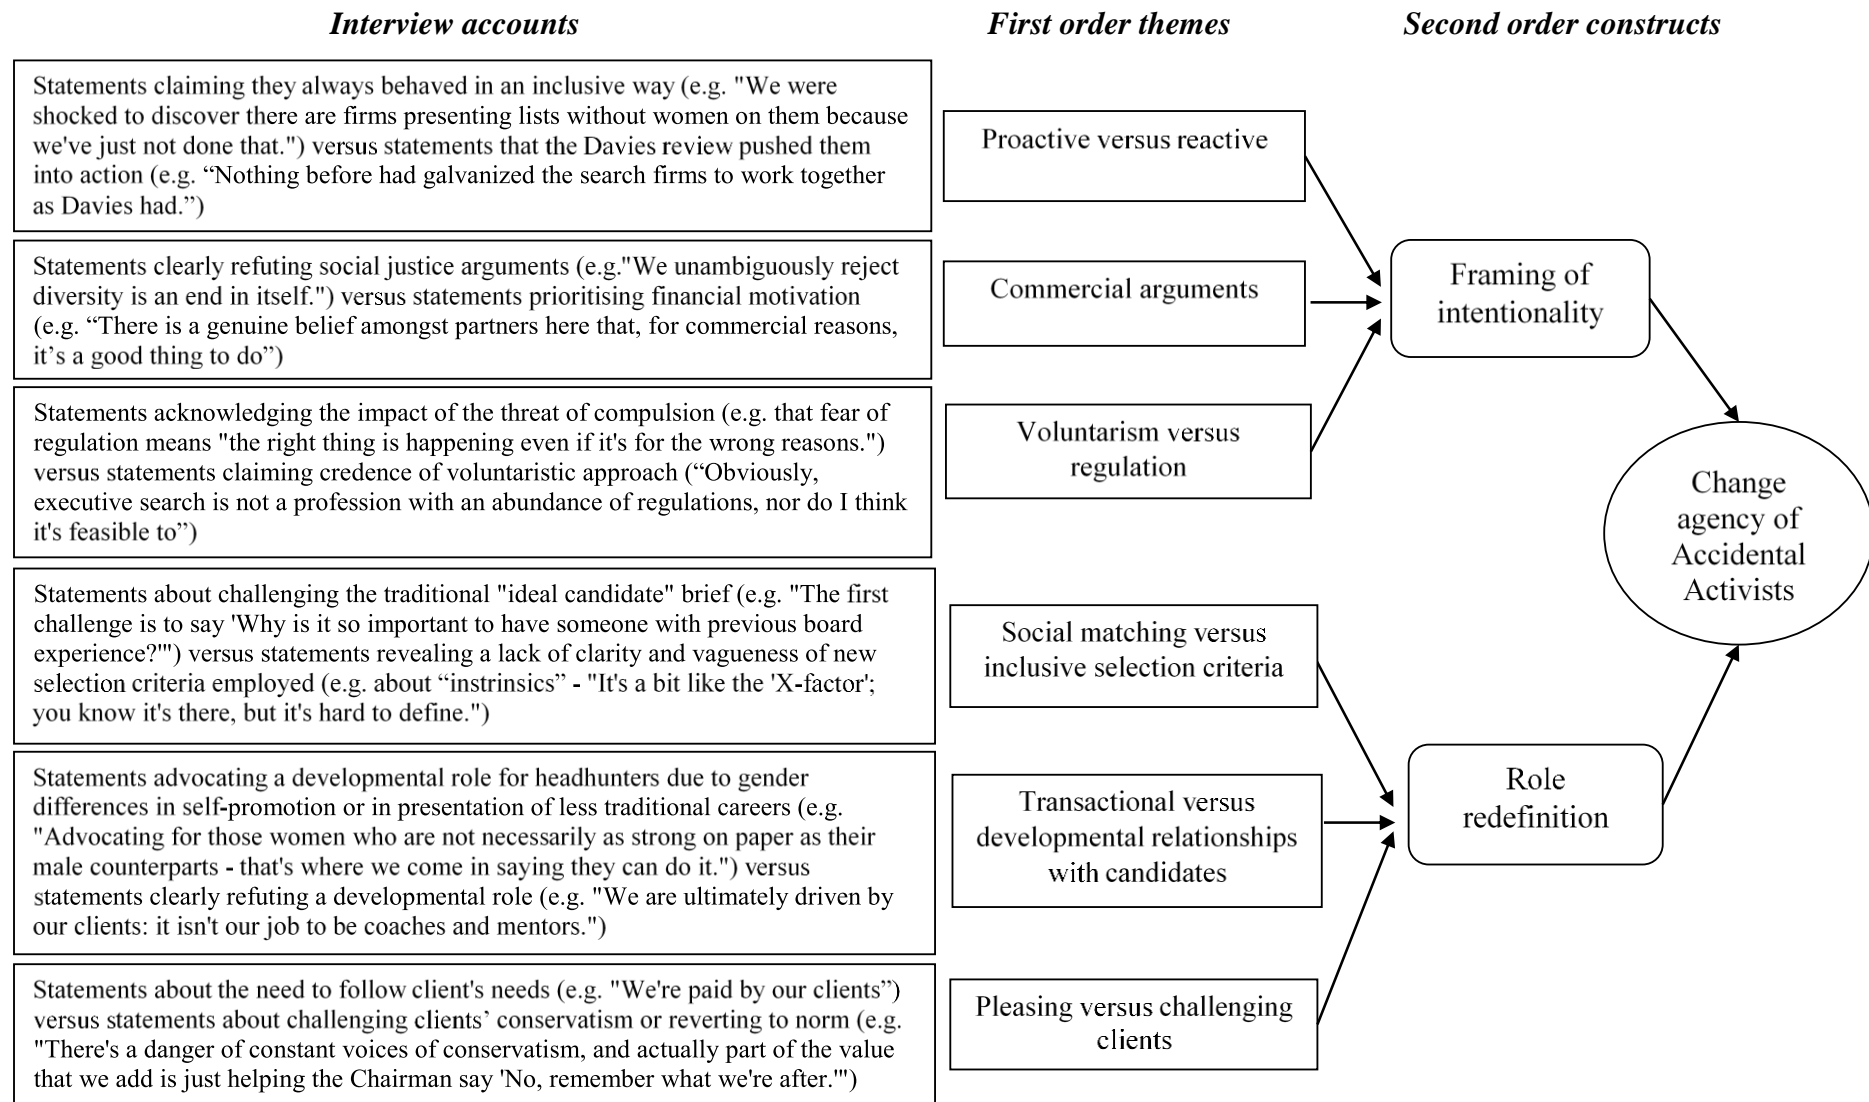 Interview accounts
First order themes
Second order constructs
Statements claiming they always behaved in an inclusive way (e.g. "We were
shocked to discover there are firms presenting lists without women on them because
we've just not done that.") versus statements that the Davies review pushed them
into action (e.g. “Nothing before had galvanized the search firms to work together
as Davies had.”)
Proactive versus reactive
Statements clearly refuting social justice arguments (e.g."We unambiguously reject
diversity is an end in itself.") versus statements prioritising financial motivation
(e.g. “There is a genuine belief amongst partners here that, for commercial reasons,
it’s a good thing to do”)
Commercial arguments
Framing of
intentionality
Statements acknowledging the impact of the threat of compulsion (e.g. that fear of
regulation means "the right thing is happening even if it's for the wrong reasons.")
versus statements claiming credence of voluntaristic approach (“Obviously,
executive search is not a profession with an abundance of regulations, nor do I think
it's feasible to”)
Voluntarism versus
regulation
Change
agency of
Accidental
Activists
Statements about challenging the traditional "ideal candidate" brief (e.g. "The first
challenge is to say 'Why is it so important to have someone with previous board
experience?'") versus statements revealing a lack of clarity and vagueness of new
selection criteria employed (e.g. about “instrinsics” - "It's a bit like the 'X-factor';
you know it's there, but it's hard to define.")
Social matching versus
inclusive selection criteria
Statements advocating a developmental role for headhunters due to gender
differences in self-promotion or in presentation of less traditional careers (e.g.
"Advocating for those women who are not necessarily as strong on paper as their
male counterparts - that's where we come in saying they can do it.") versus
statements clearly refuting a developmental role (e.g. "We are ultimately driven by
our clients: it isn't our job to be coaches and mentors.")
Transactional versus
developmental relationships
with candidates
Role
redefinition
Statements about the need to follow client's needs (e.g. "We're paid by our clients”)
versus statements about challenging clients’ conservatism or reverting to norm (e.g.
"There's a danger of constant voices of conservatism, and actually part of the value
that we add is just helping the Chairman say 'No, remember what we're after.'")
Pleasing versus challenging
clients